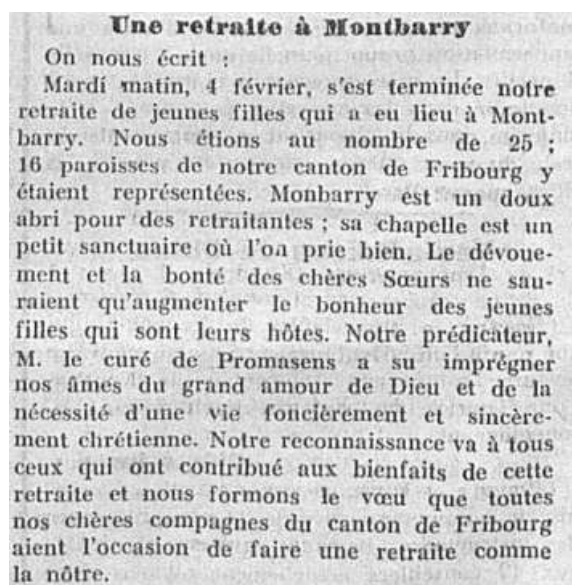 Une retraite à Montbarry
On nous écrit :
Mardi matin, 4 février, s'est terminée notre
retraite de jeunes filles qui a eu lieu à Mont-
barry. Nous étions au nombre de 25 ;
16 paroisses de notre canton de Fribourg y
étaient représentées. Monbarry est un doux
abri pour des retraitantes ; sa chapelle est un
petit sanctuaire où l'on prie bien. Le dévoue-
ment et la bonté des chères Sœurs ne sau-
raient qu'augmenter le bonheur des jeunes
filles qui sont leurs hôtes. Notre prédicateur,
M. le curé de Promasens a su imprégner
nos âmes du grand amour de Dieu et de la
nécessité d'une vie foncièrement et sincère-
ment chrétienne. Notre reconnaissance va à tous
ceux qui ont contribué aux bienfaits de cette
retraite et nous formons le vœu que toutes
nos chères compagnes du canton de Fribourg
aient l'occasion de faire une retraite comme
la nôtre.